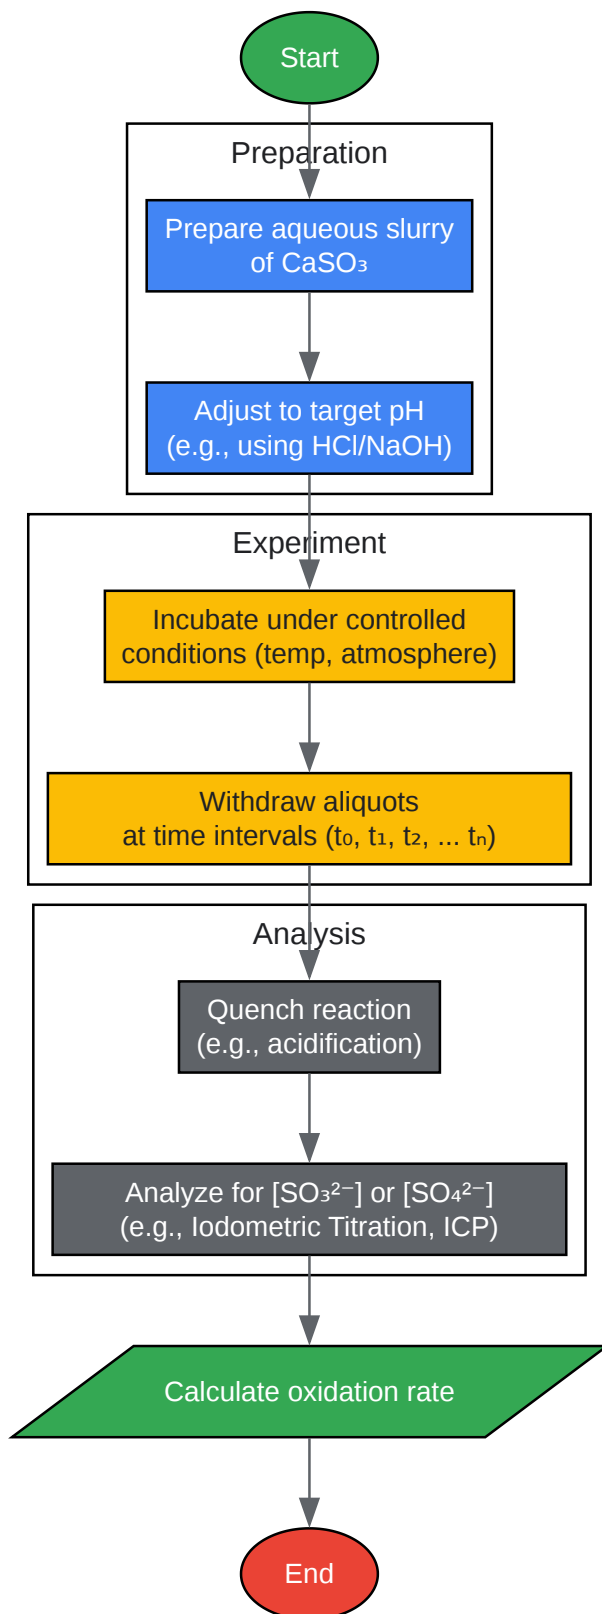 Start
Preparation
Prepare aqueous slurry
of CaSO₃
Adjust to target pH
(e.g., using HCl/NaOH)
Experiment
Incubate under controlled
conditions (temp, atmosphere)
Withdraw aliquots
at time intervals (t₀, t₁, t₂, ... tₙ)
Analysis
Quench reaction
(e.g., acidification)
Analyze for [SO₃²⁻] or [SO₄²⁻]
(e.g., Iodometric Titration, ICP)
Calculate oxidation rate
End